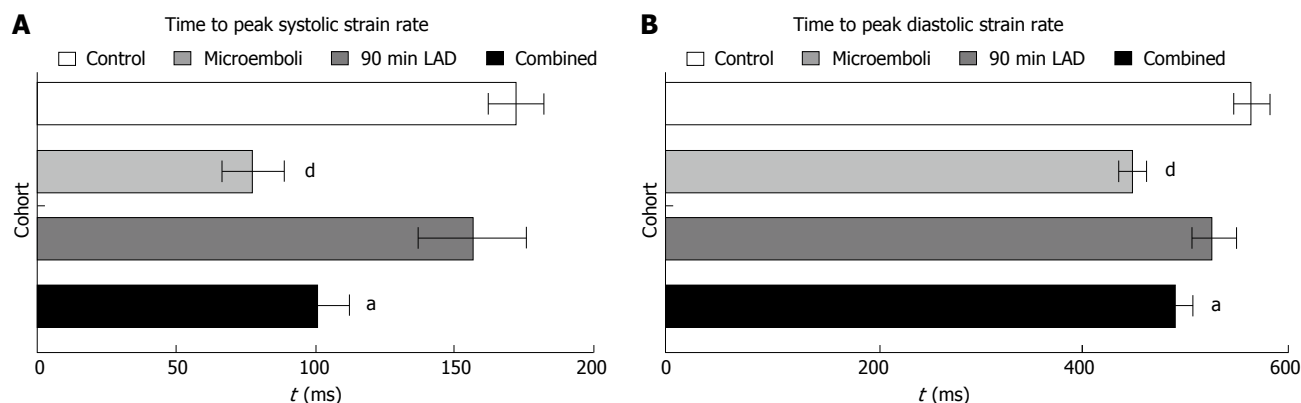 A
Time to peak systolic strain rate
Control Microemboli 90 min LAD Combined
d
a
Cohort
0 50 100 150 200
t (ms)
B
Time to peak diastolic strain rate
Control Microemboli 90 min LAD Combined
d
a
Cohort
0 200 400 600
t (ms)